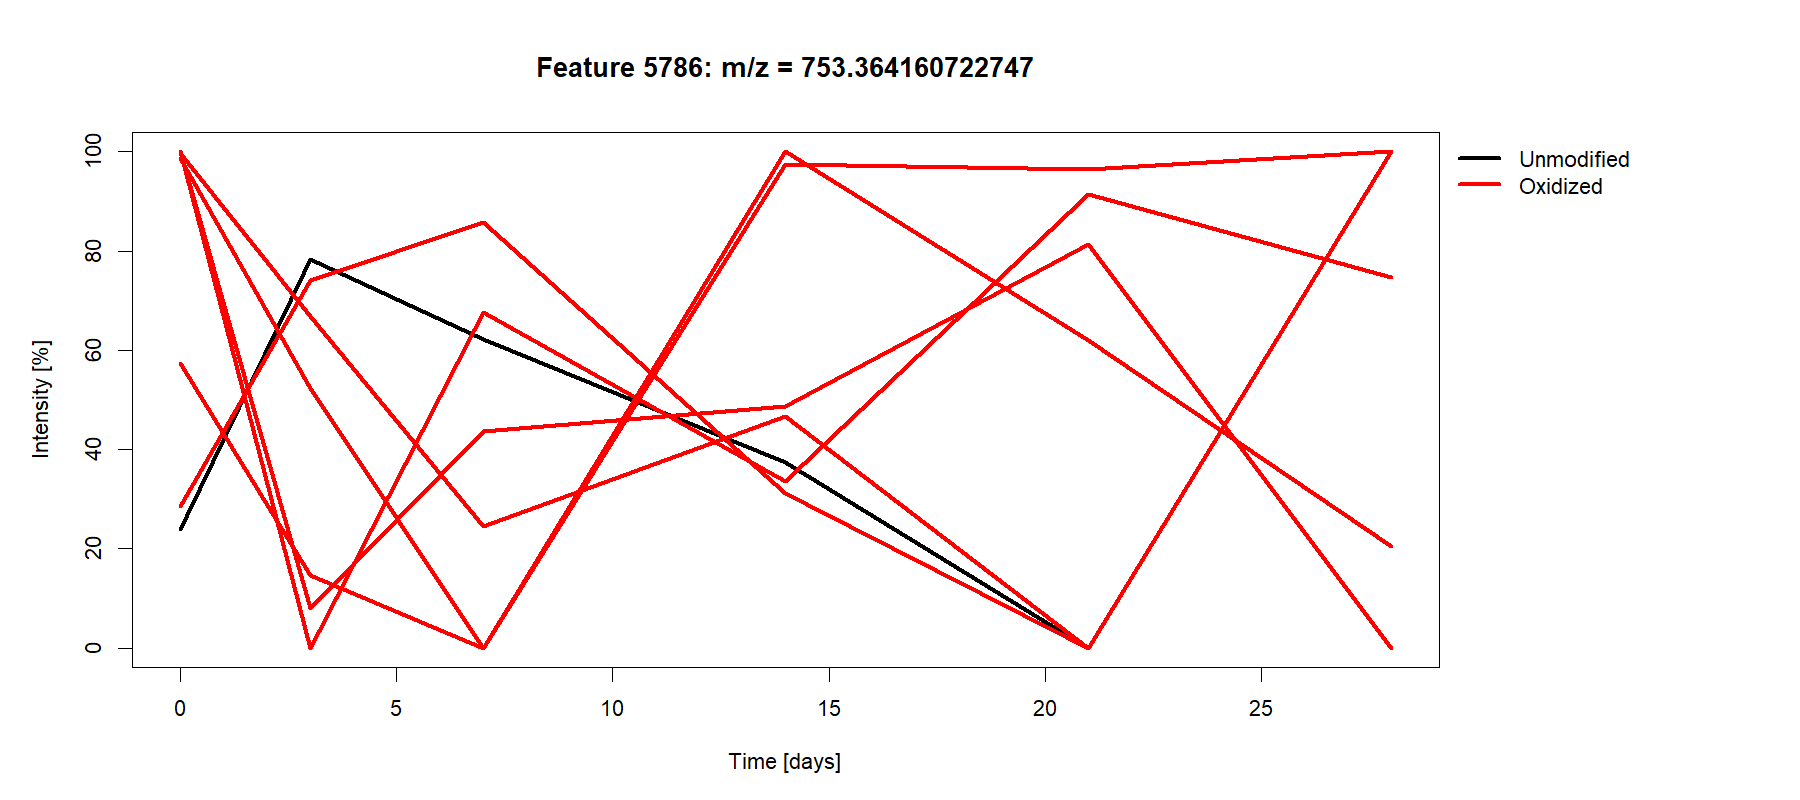 Feature 5786: m/z = 753.364160722747
Unmodified
Oxidized
Intensity [%]
100
80
60
40
20
0
0 5 10 15 20 25
Time [days]